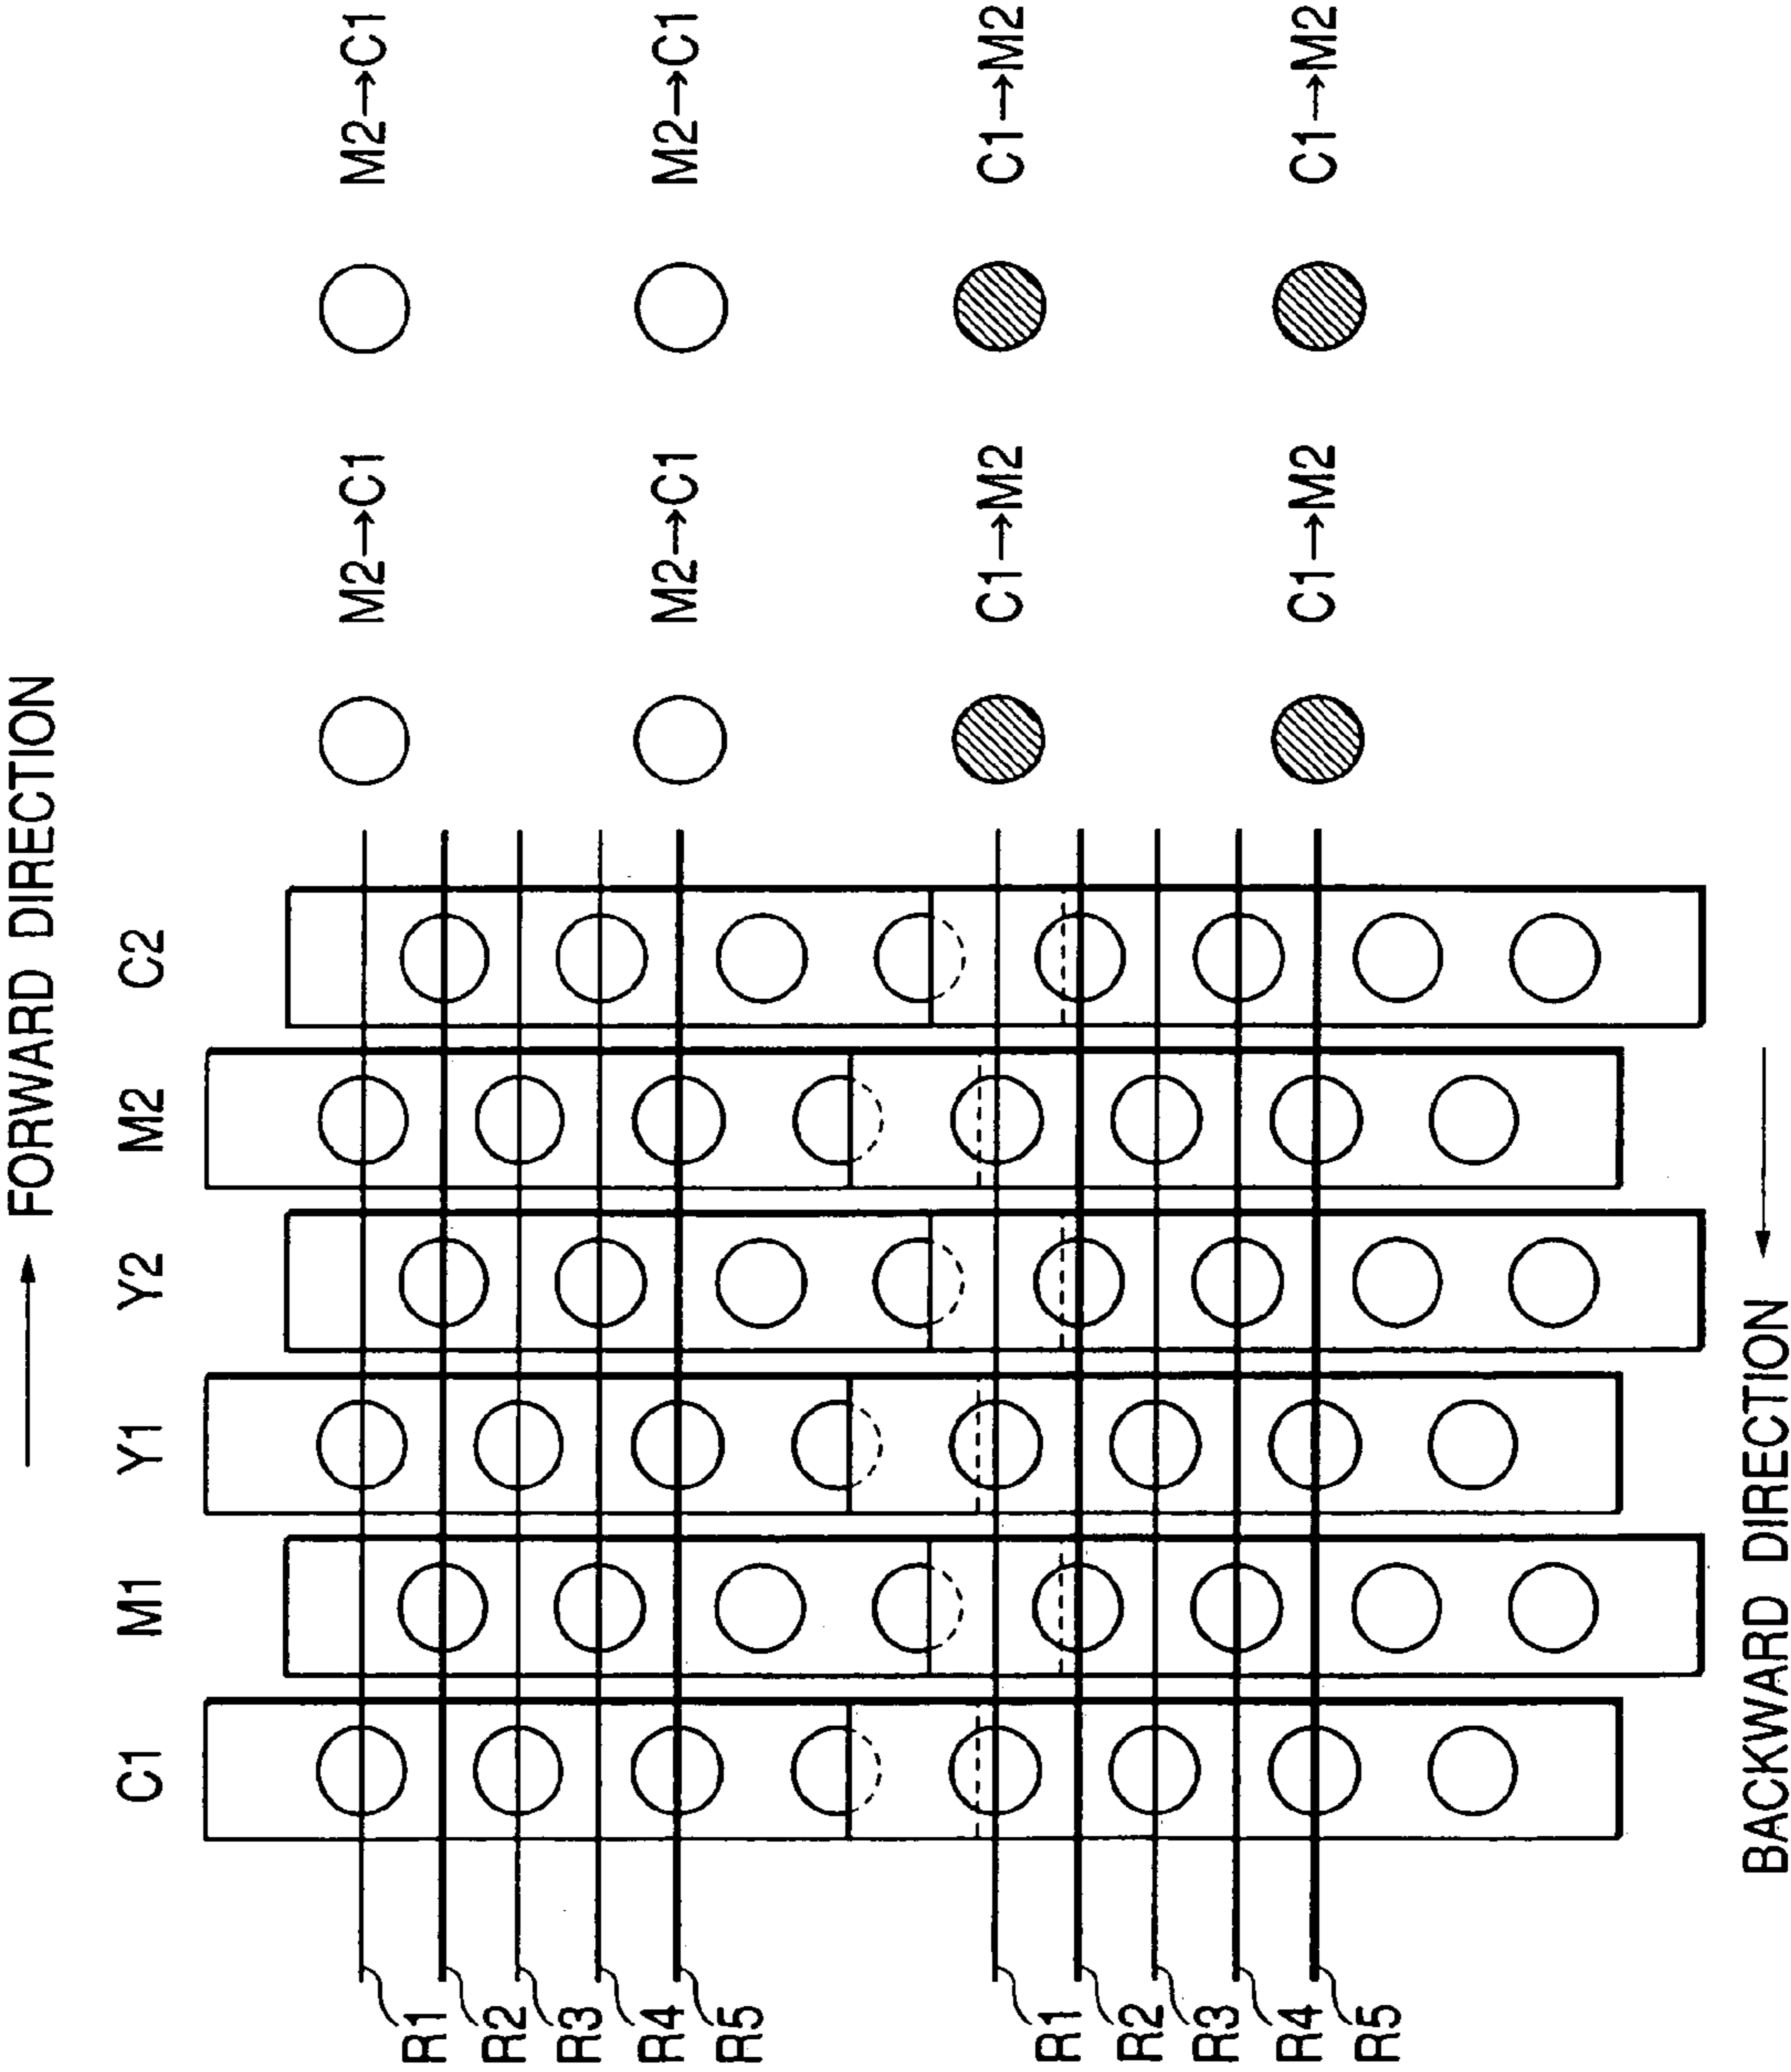 FORWARD DIRECTION
C1 M1 Y1 Y2 M2 C2
M2→C1 M2→C1
R1
R2
R3
R4
M2→C1 M2→C1
R5
C1→M2 C1→M2
R1
R2
R3
R4
C1→M2 C1→M2
R5
BACKWARD DIRECTION